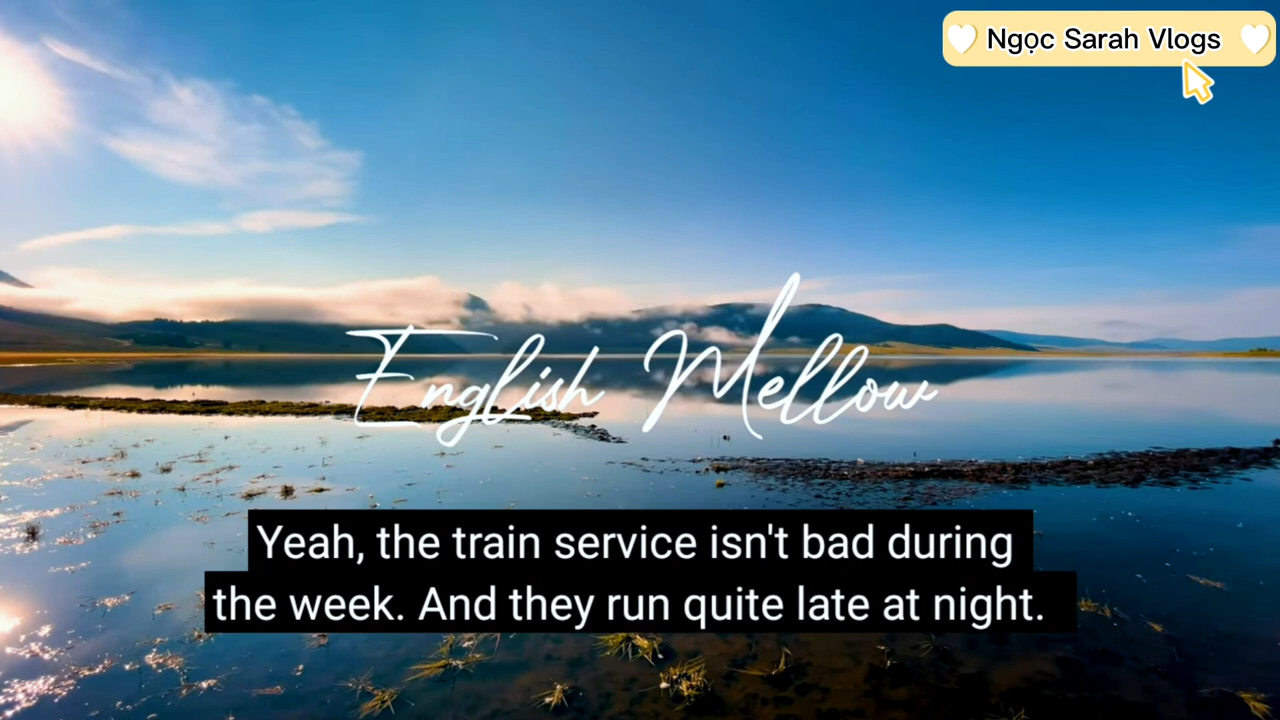 Ngọc Sarah Vlogs
English Mellow
Yeah, the train service isn't bad during
the week. And they run quite late at night.